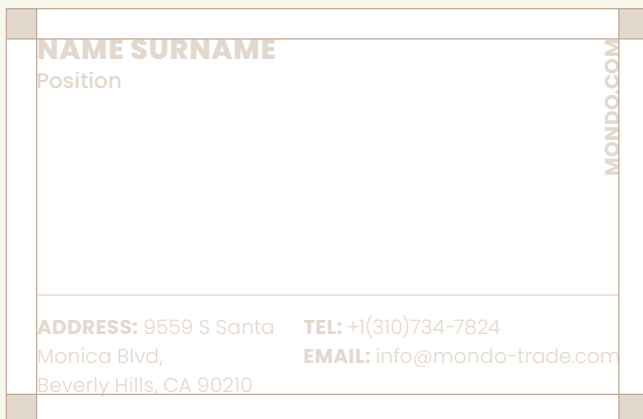 NAME SURNAME
Position
MONDO.COM
ADDRESS: 9559 S Santa
Monica Blvd,
Beverly Hills, CA 90210
TEL: +1(310)734-7824
EMAIL: info@mondo-trade.com